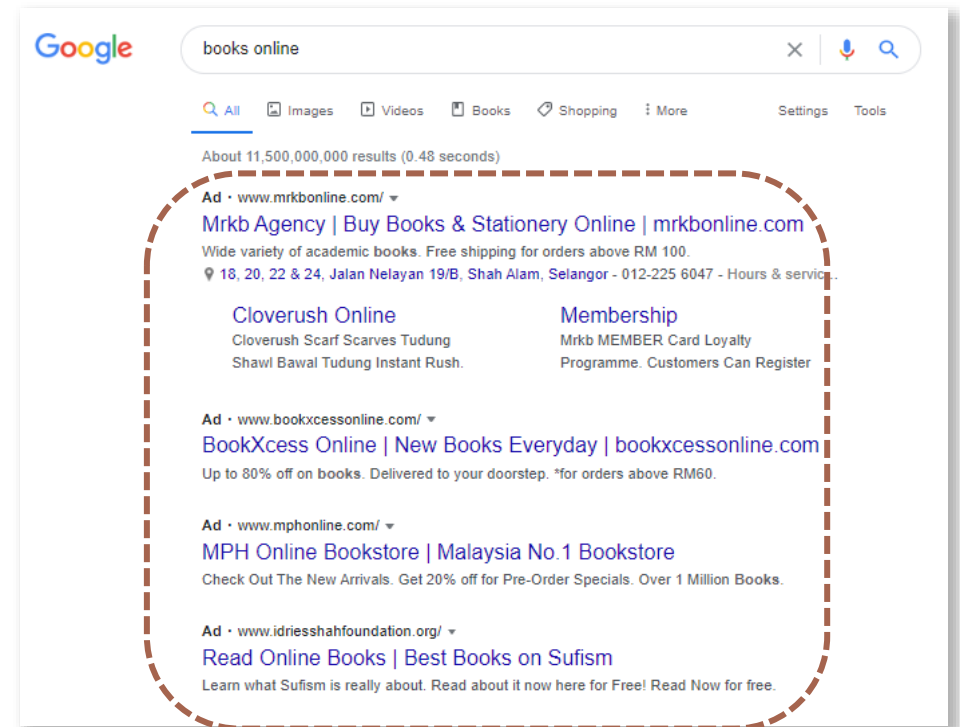 Google
books online
All Images Videos Books Shopping More Settings Tools
About 11,500,000,000 results (0.48 seconds)
Ad · www.mrkbonline.com/
Mrkb Agency | Buy Books & Stationery Online | mrkbonline.com
Wide variety of academic books. Free shipping for orders above RM 100.
18, 20, 22 & 24, Jalan Nelayan 19/B, Shah Alam, Selangor - 012-225 6047 - Hours & servic...
Cloverush Online
Cloverush Scarf Scarves Tudung
Shawl Bawal Tudung Instant Rush.
Membership
Mrkb MEMBER Card Loyalty
Programme. Customers Can Register
Ad · www.bookxcessonline.com/
BookXcess Online | New Books Everyday | bookxcessonline.com
Up to 80% off on books. Delivered to your doorstep. *for orders above RM60.
Ad · www.mphonline.com/
MPH Online Bookstore | Malaysia No.1 Bookstore
Check Out The New Arrivals. Get 20% off for Pre-Order Specials. Over 1 Million Books.
Ad · www.idriesshahfoundation.org/
Read Online Books | Best Books on Sufism
Learn what Sufism is really about. Read about it now here for Free! Read Now for free.